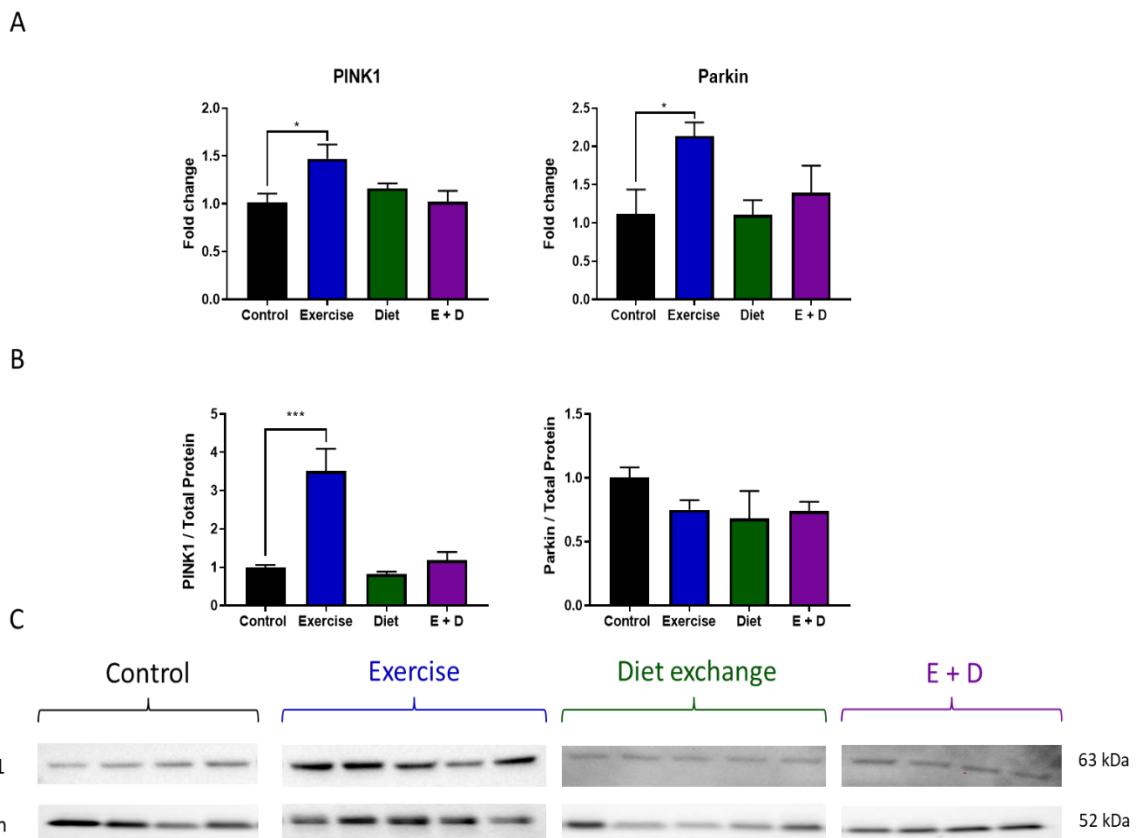 A
PINK1
Parkin
2.0
1.5
1.0
0.5
0.0
Fold change
*
Control
Exercise
Diet
E + D
2.5
2.0
1.5
1.0
0.5
0.0
Fold change
*
Control
Exercise
Diet
E + D
B
5
4
3
2
1
0
PINK1 / Total Protein
***
Control
Exercise
Diet
E + D
1.5
1.0
0.5
0.0
Parkin / Total Protein
Control
Exercise
Diet
E + D
C
Control
Exercise
Diet exchange
E + D
1
63 kDa
n
52 kDa